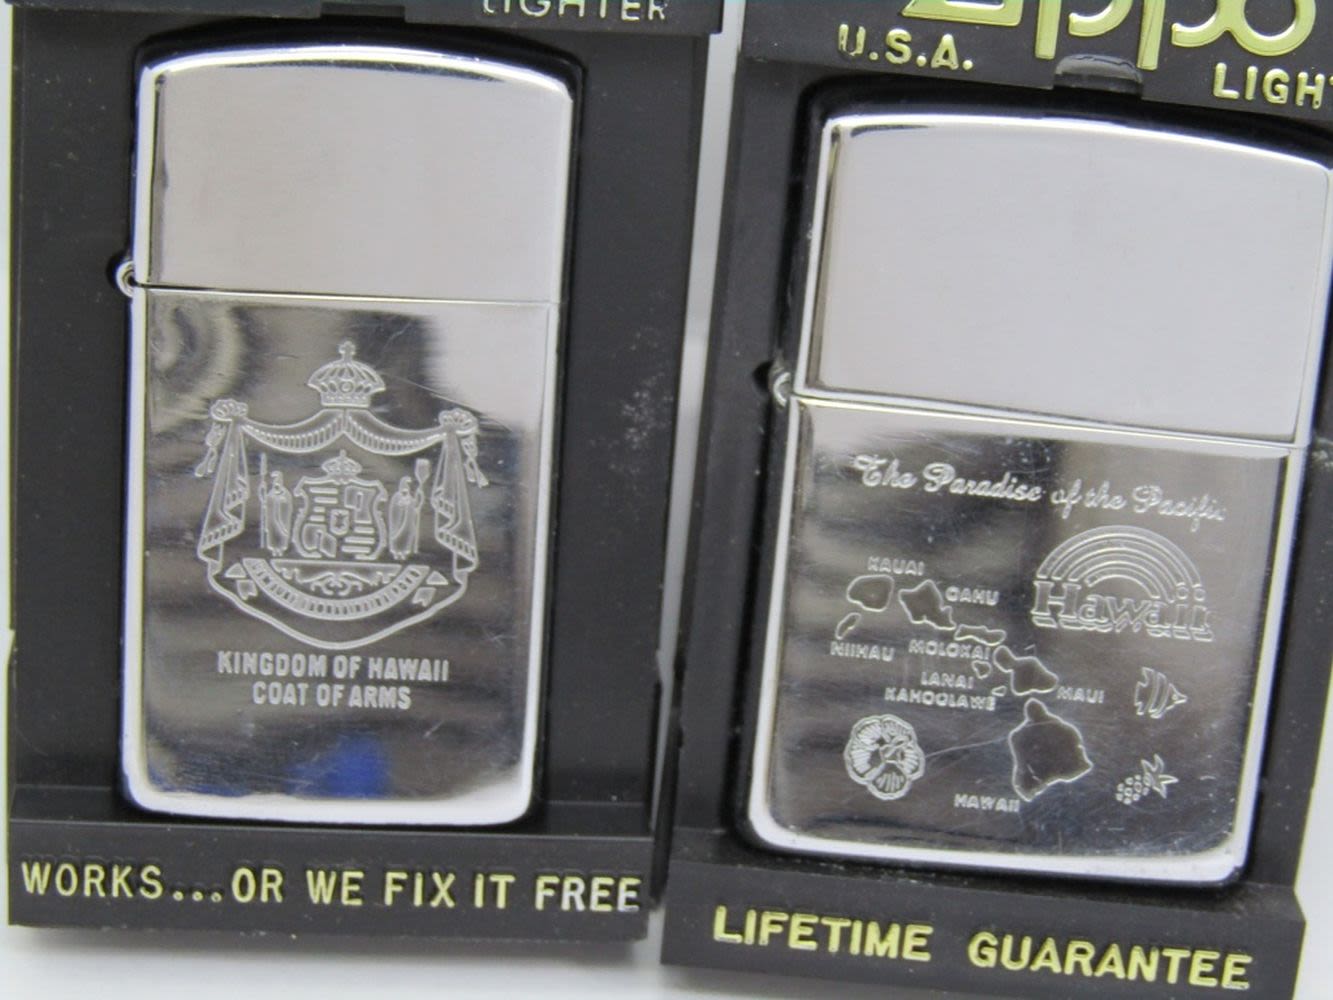 LIGHTER
KINGDOM OF HAWAII
COAT OF ARMS
WORKS...OR WE FIX IT FREE
Zippo
U.S.A.
LIGHT
The Paradise of the Pacific
Hawaii
KAUAI
OAHU
NIIHAU
MOLOKAI
LANAI
MAUI
KAHOOLAWE
HAWAII
LIFETIME GUARANTEE